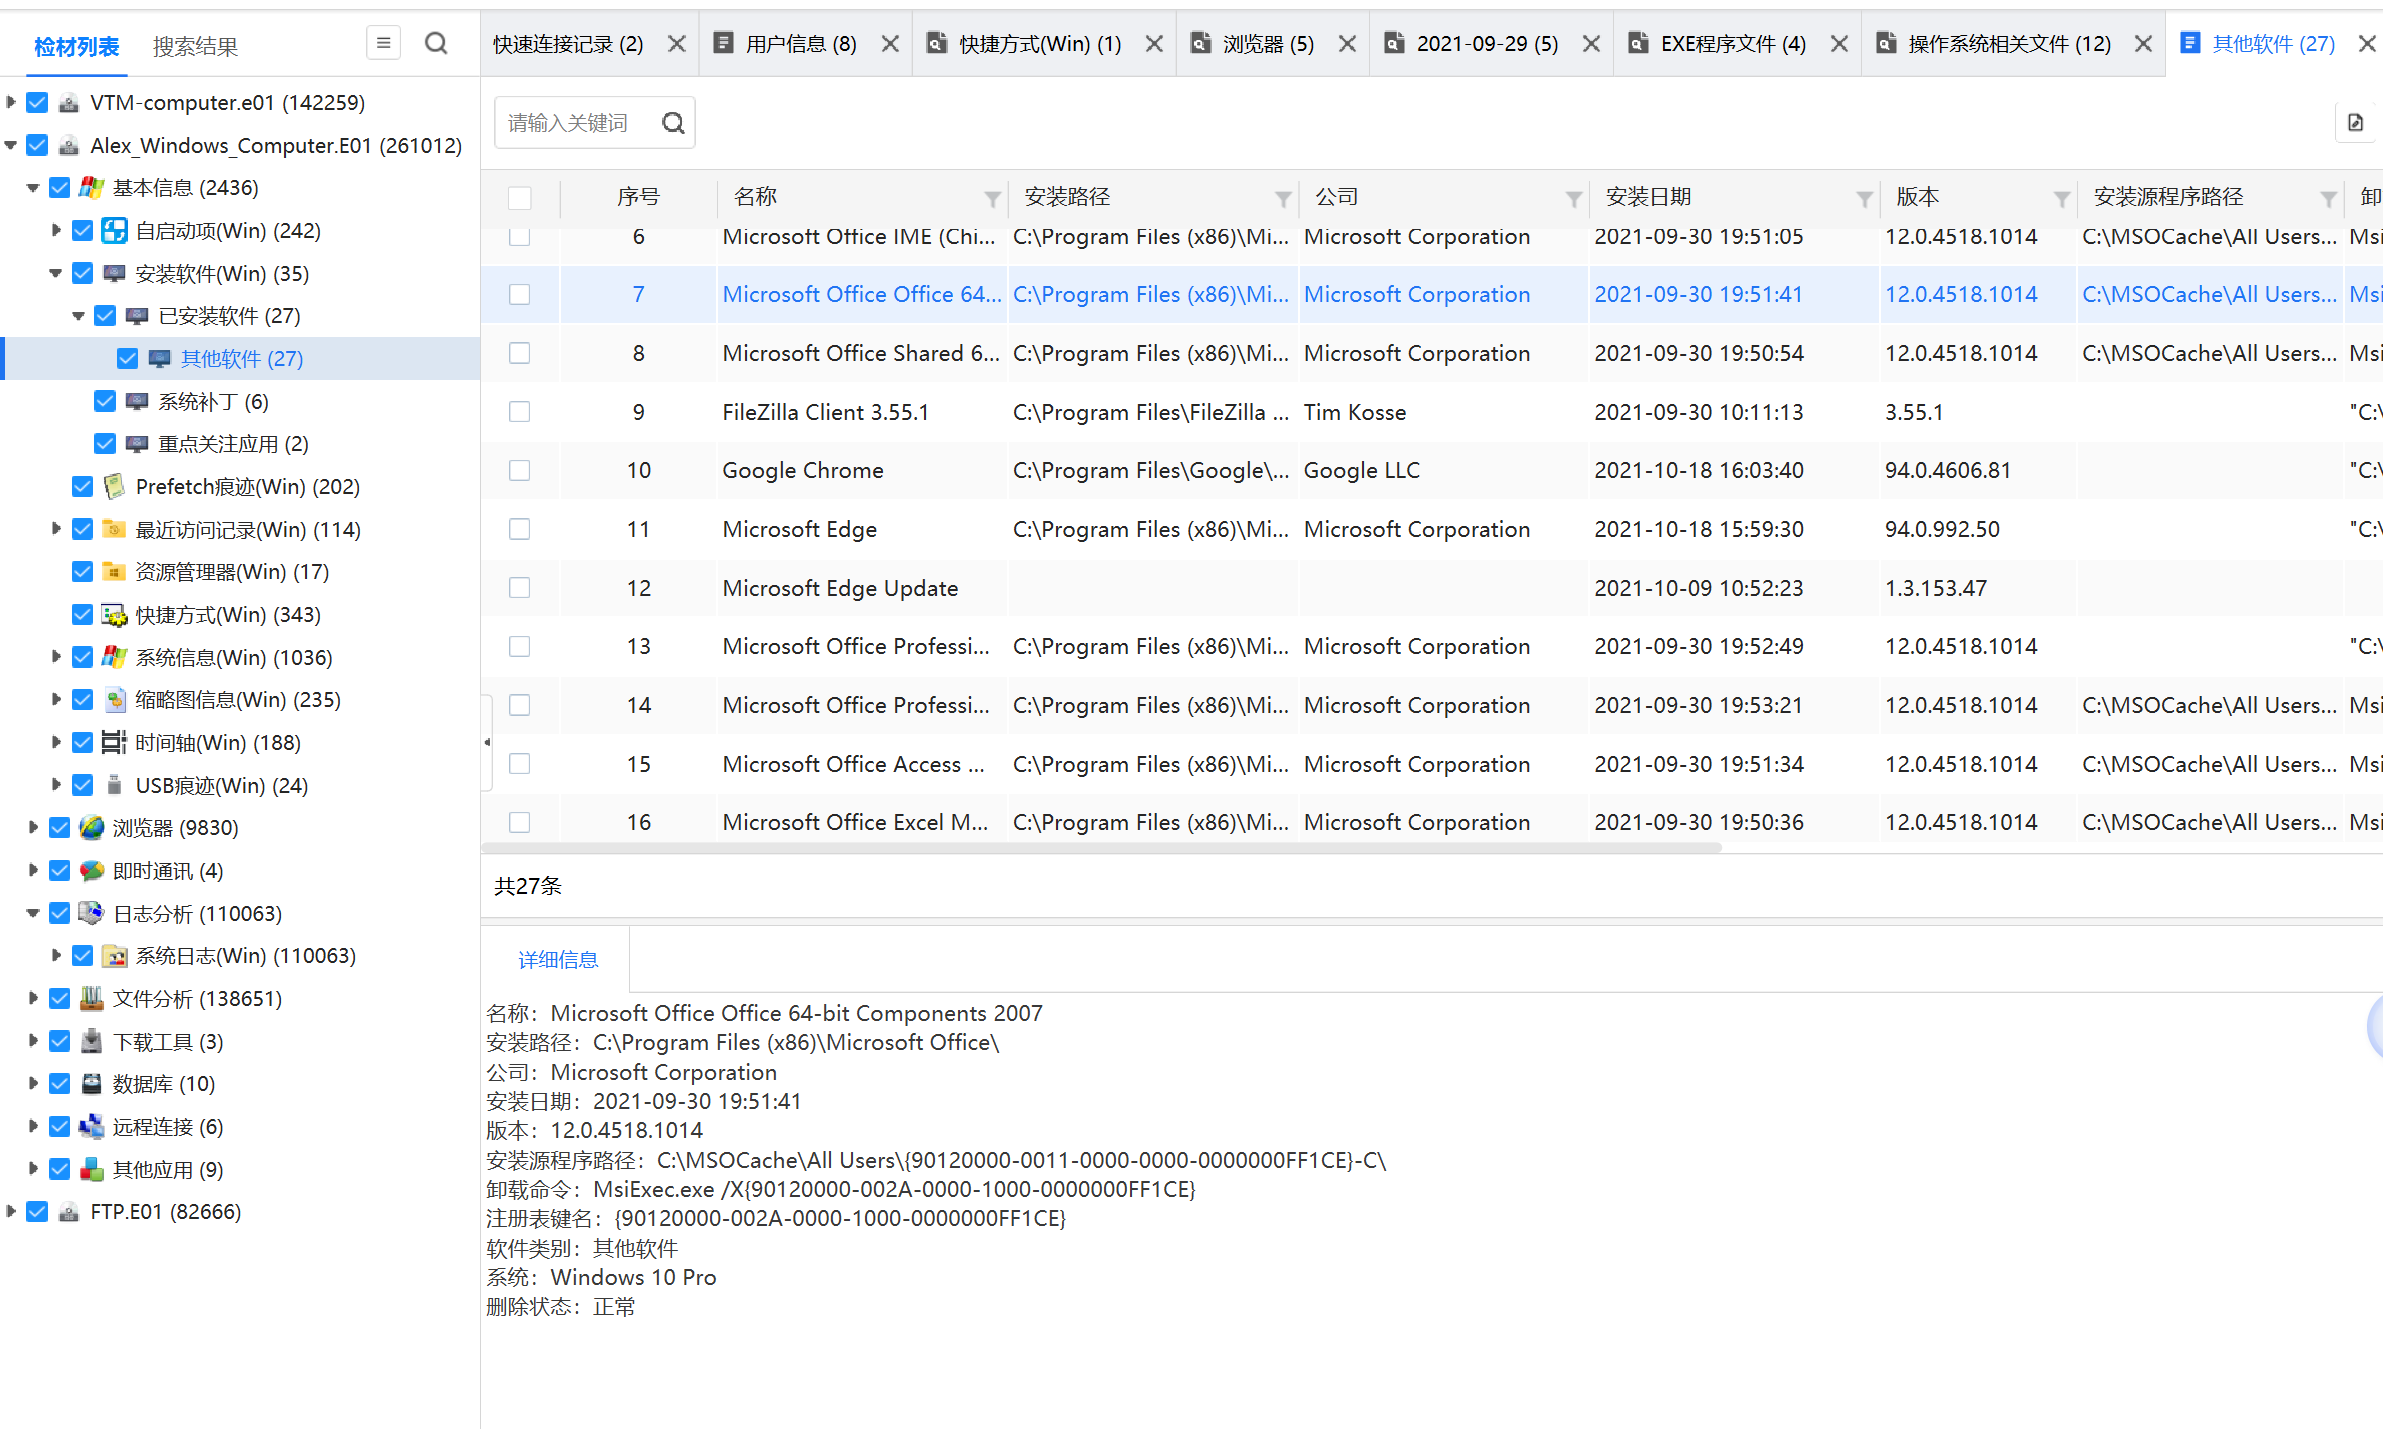 检材列表 搜索结果
快速连接记录 (2) 用户信息 (8) 快捷方式(Win) (1) 浏览器 (5) 2021-09-29 (5) EXE程序文件 (4) 操作系统相关文件 (12) 其他软件 (27)
VTM-computer.e01 (142259)
Alex_Windows_Computer.E01 (261012)
基本信息 (2436)
自启动项(Win) (242)
安装软件(Win) (35)
已安装软件 (27)
其他软件 (27)
系统补丁 (6)
重点关注应用 (2)
Prefetch痕迹(Win) (202)
最近访问记录(Win) (114)
资源管理器(Win) (17)
快捷方式(Win) (343)
系统信息(Win) (1036)
缩略图信息(Win) (235)
时间轴(Win) (188)
USB痕迹(Win) (24)
浏览器 (9830)
即时通讯 (4)
日志分析 (110063)
系统日志(Win) (110063)
文件分析 (138651)
下载工具 (3)
数据库 (10)
远程连接 (6)
其他应用 (9)
FTP.E01 (82666)
请输入关键词
序号 名称 安装路径 公司 安装日期 版本 安装源程序路径 卸
6 Microsoft Office IME (Chi... C:\Program Files (x86)\Mi... Microsoft Corporation 2021-09-30 19:51:05 12.0.4518.1014 C:\MSOCache\All Users... Msi
7 Microsoft Office Office 64... C:\Program Files (x86)\Mi... Microsoft Corporation 2021-09-30 19:51:41 12.0.4518.1014 C:\MSOCache\All Users... Msi
8 Microsoft Office Shared 6... C:\Program Files (x86)\Mi... Microsoft Corporation 2021-09-30 19:50:54 12.0.4518.1014 C:\MSOCache\All Users... Msi
9 FileZilla Client 3.55.1 C:\Program Files\FileZilla ... Tim Kosse 2021-09-30 10:11:13 3.55.1 "C:\
10 Google Chrome C:\Program Files\Google\... Google LLC 2021-10-18 16:03:40 94.0.4606.81 "C:\
11 Microsoft Edge C:\Program Files (x86)\Mi... Microsoft Corporation 2021-10-18 15:59:30 94.0.992.50 "C:\
12 Microsoft Edge Update 2021-10-09 10:52:23 1.3.153.47
13 Microsoft Office Professi... C:\Program Files (x86)\Mi... Microsoft Corporation 2021-09-30 19:52:49 12.0.4518.1014 "C:\
14 Microsoft Office Professi... C:\Program Files (x86)\Mi... Microsoft Corporation 2021-09-30 19:53:21 12.0.4518.1014 C:\MSOCache\All Users... Msi
15 Microsoft Office Access ... C:\Program Files (x86)\Mi... Microsoft Corporation 2021-09-30 19:51:34 12.0.4518.1014 C:\MSOCache\All Users... Msi
16 Microsoft Office Excel M... C:\Program Files (x86)\Mi... Microsoft Corporation 2021-09-30 19:50:36 12.0.4518.1014 C:\MSOCache\All Users... Msi
共27条
详细信息
名称：Microsoft Office Office 64-bit Components 2007
安装路径：C:\Program Files (x86)\Microsoft Office\
公司：Microsoft Corporation
安装日期：2021-09-30 19:51:41
版本：12.0.4518.1014
安装源程序路径：C:\MSOCache\All Users\{90120000-0011-0000-0000-0000000FF1CE}-C\
卸载命令：MsiExec.exe /X{90120000-002A-0000-1000-0000000FF1CE}
注册表键名：{90120000-002A-0000-1000-0000000FF1CE}
软件类别：其他软件
系统：Windows 10 Pro
删除状态：正常